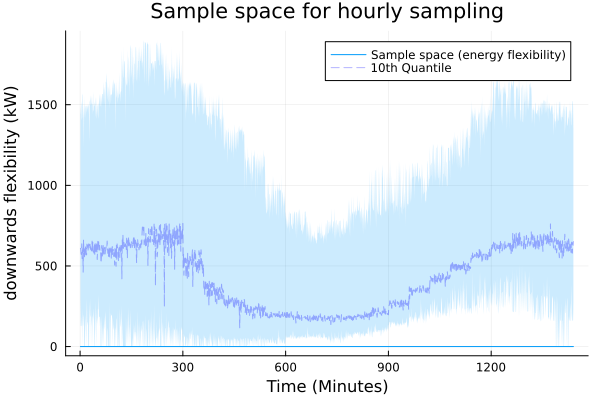 Sample space for hourly sampling
Sample space (energy flexibility)
10th Quantile
downwards flexibility (kW)
1500
1000
500
0
0 300 600 900 1200
Time (Minutes)